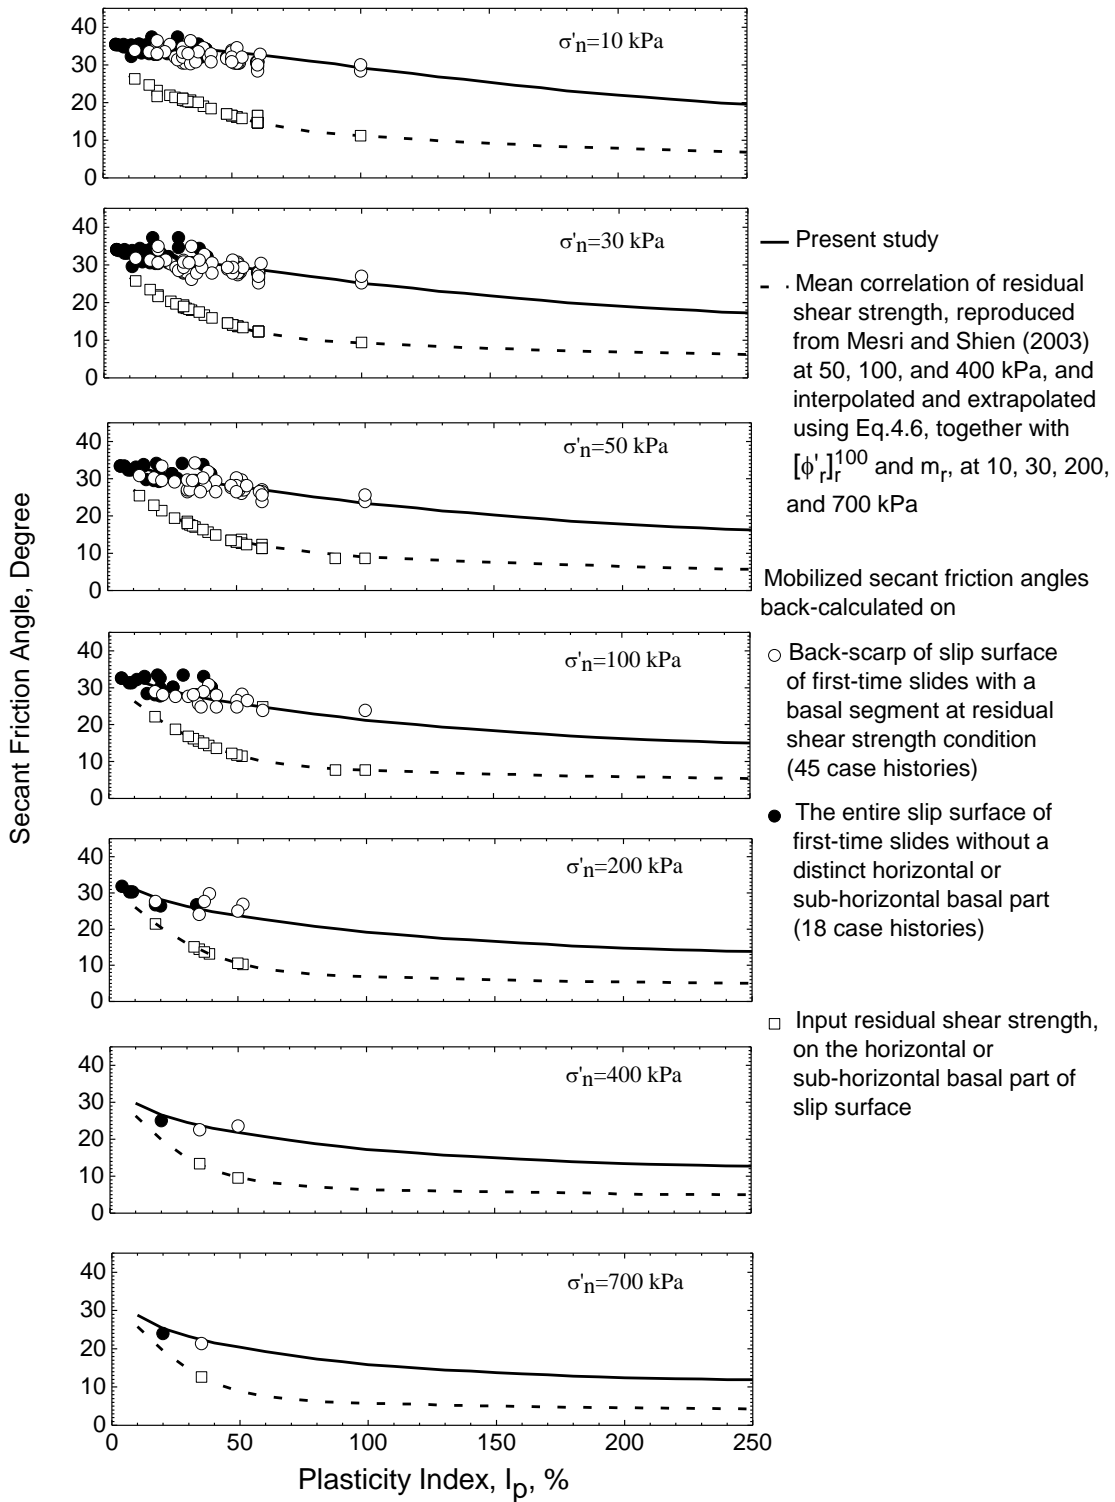 Secant Friction Angle, Degree
40
30
20
10
0
σ'n=10 kPa
40
30
20
10
0
σ'n=30 kPa
40
30
20
10
0
σ'n=50 kPa
40
30
20
10
0
σ'n=100 kPa
40
30
20
10
0
σ'n=200 kPa
40
30
20
10
0
σ'n=400 kPa
40
30
20
10
0
σ'n=700 kPa
0 50 100 150 200 250
Plasticity Index, Ip, %
Present study
Mean correlation of residual
shear strength, reproduced
from Mesri and Shien (2003)
at 50, 100, and 400 kPa, and
interpolated and extrapolated
using Eq.4.6, together with
[ϕ'r]r100 and mr, at 10, 30, 200,
and 700 kPa
Mobilized secant friction angles
back-calculated on
Back-scarp of slip surface
of first-time slides with a
basal segment at residual
shear strength condition
(45 case histories)
The entire slip surface of
first-time slides without a
distinct horizontal or
sub-horizontal basal part
(18 case histories)
Input residual shear strength,
on the horizontal or
sub-horizontal basal part of
slip surface